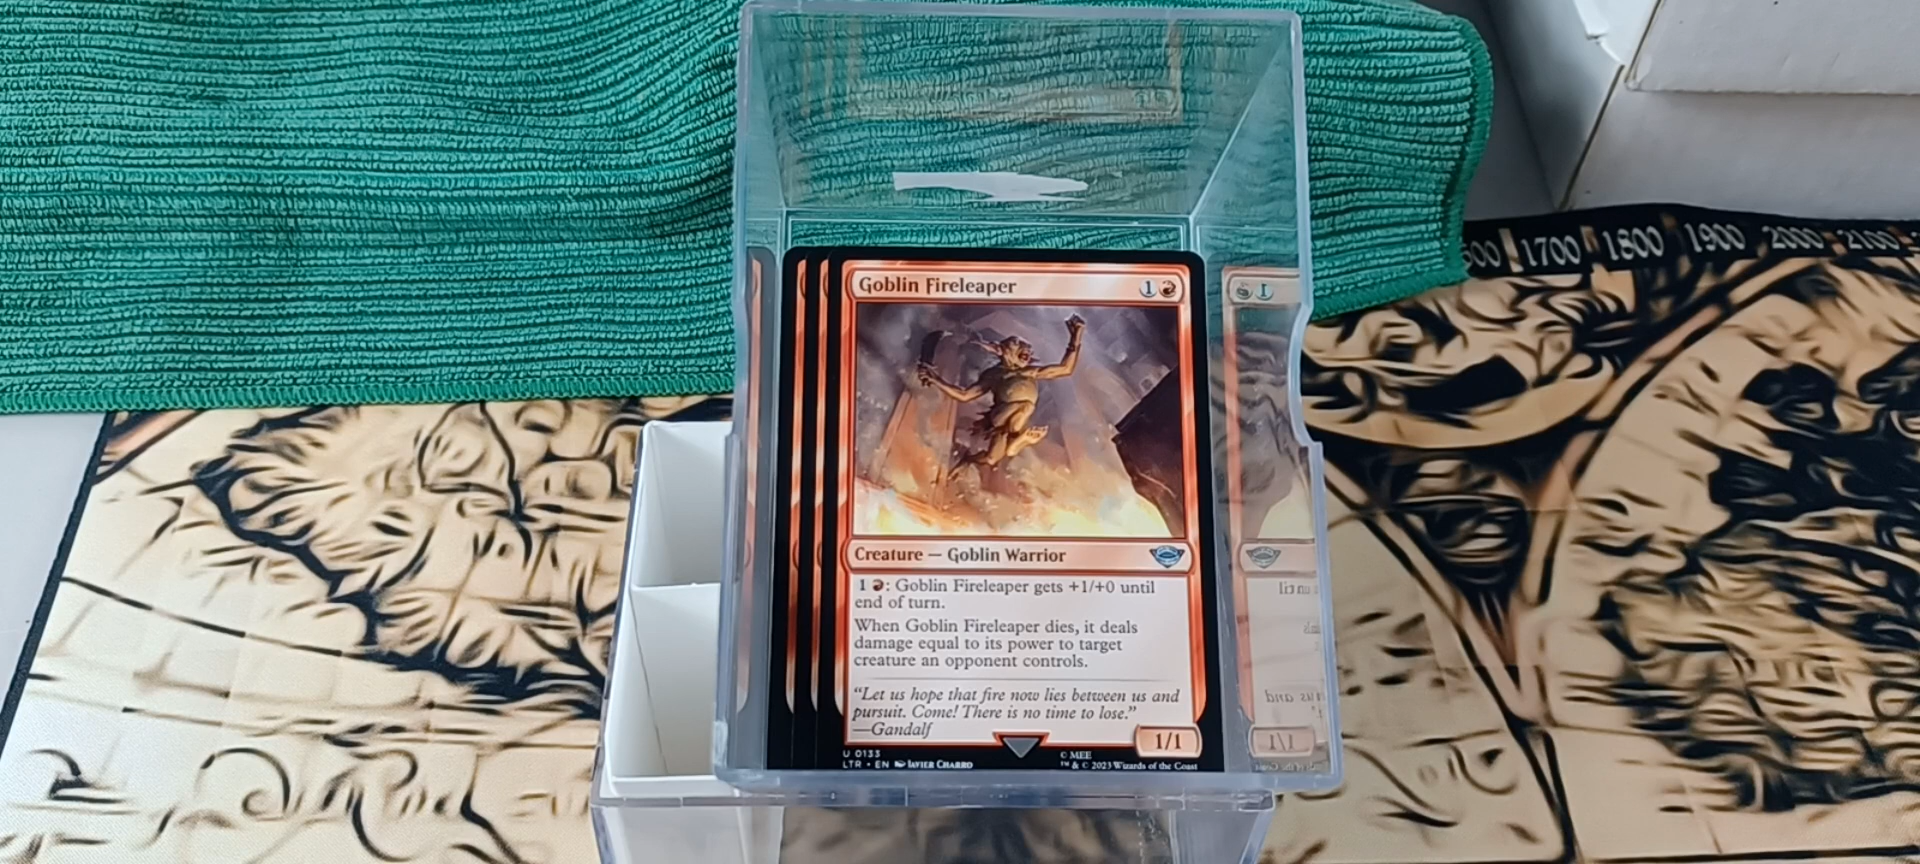 1700 1800 1900 2000 2100
Goblin Fireleaper 1
Creature — Goblin Warrior
1 : Goblin Fireleaper gets +1/+0 until
end of turn.
When Goblin Fireleaper dies, it deals
damage equal to its power to target
creature an opponent controls.
“Let us hope that fire now lies between us and
pursuit. Come! There is no time to lose.”
—Gandalf
1/1
U 0133
LTR • EN Javier Charro
© MEE
™ & © 2023 Wizards of the Coast